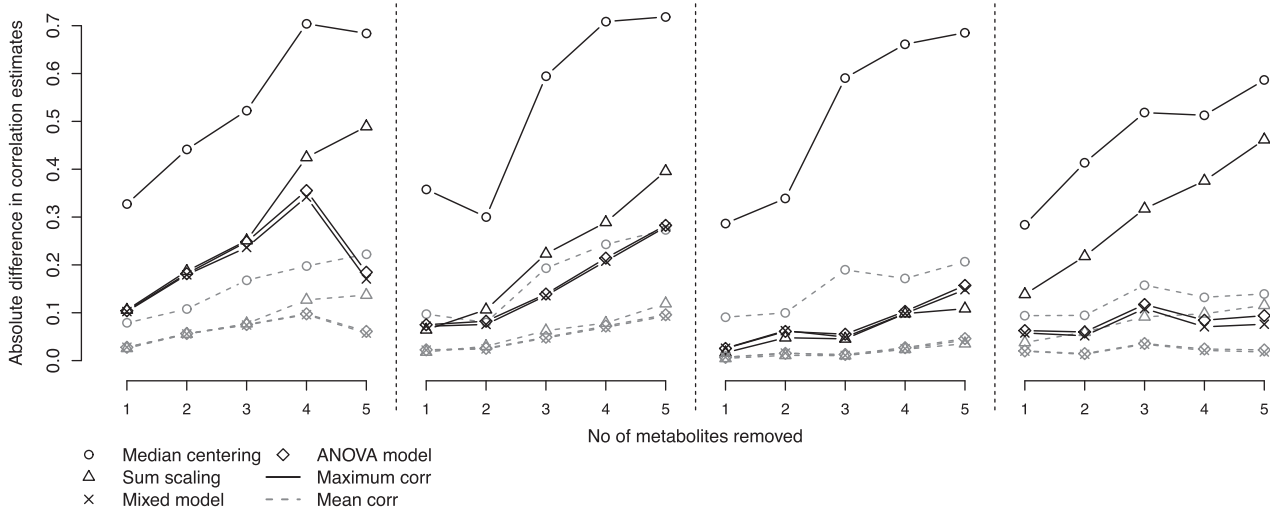 Absolute difference in correlation estimates
0.7
0.6
0.5
0.4
0.3
0.2
0.1
0.0
1 2 3 4 5 1 2 3 4 5 1 2 3 4 5 1 2 3 4 5
No of metabolites removed
Median centering ANOVA model
Sum scaling Maximum corr
Mixed model Mean corr